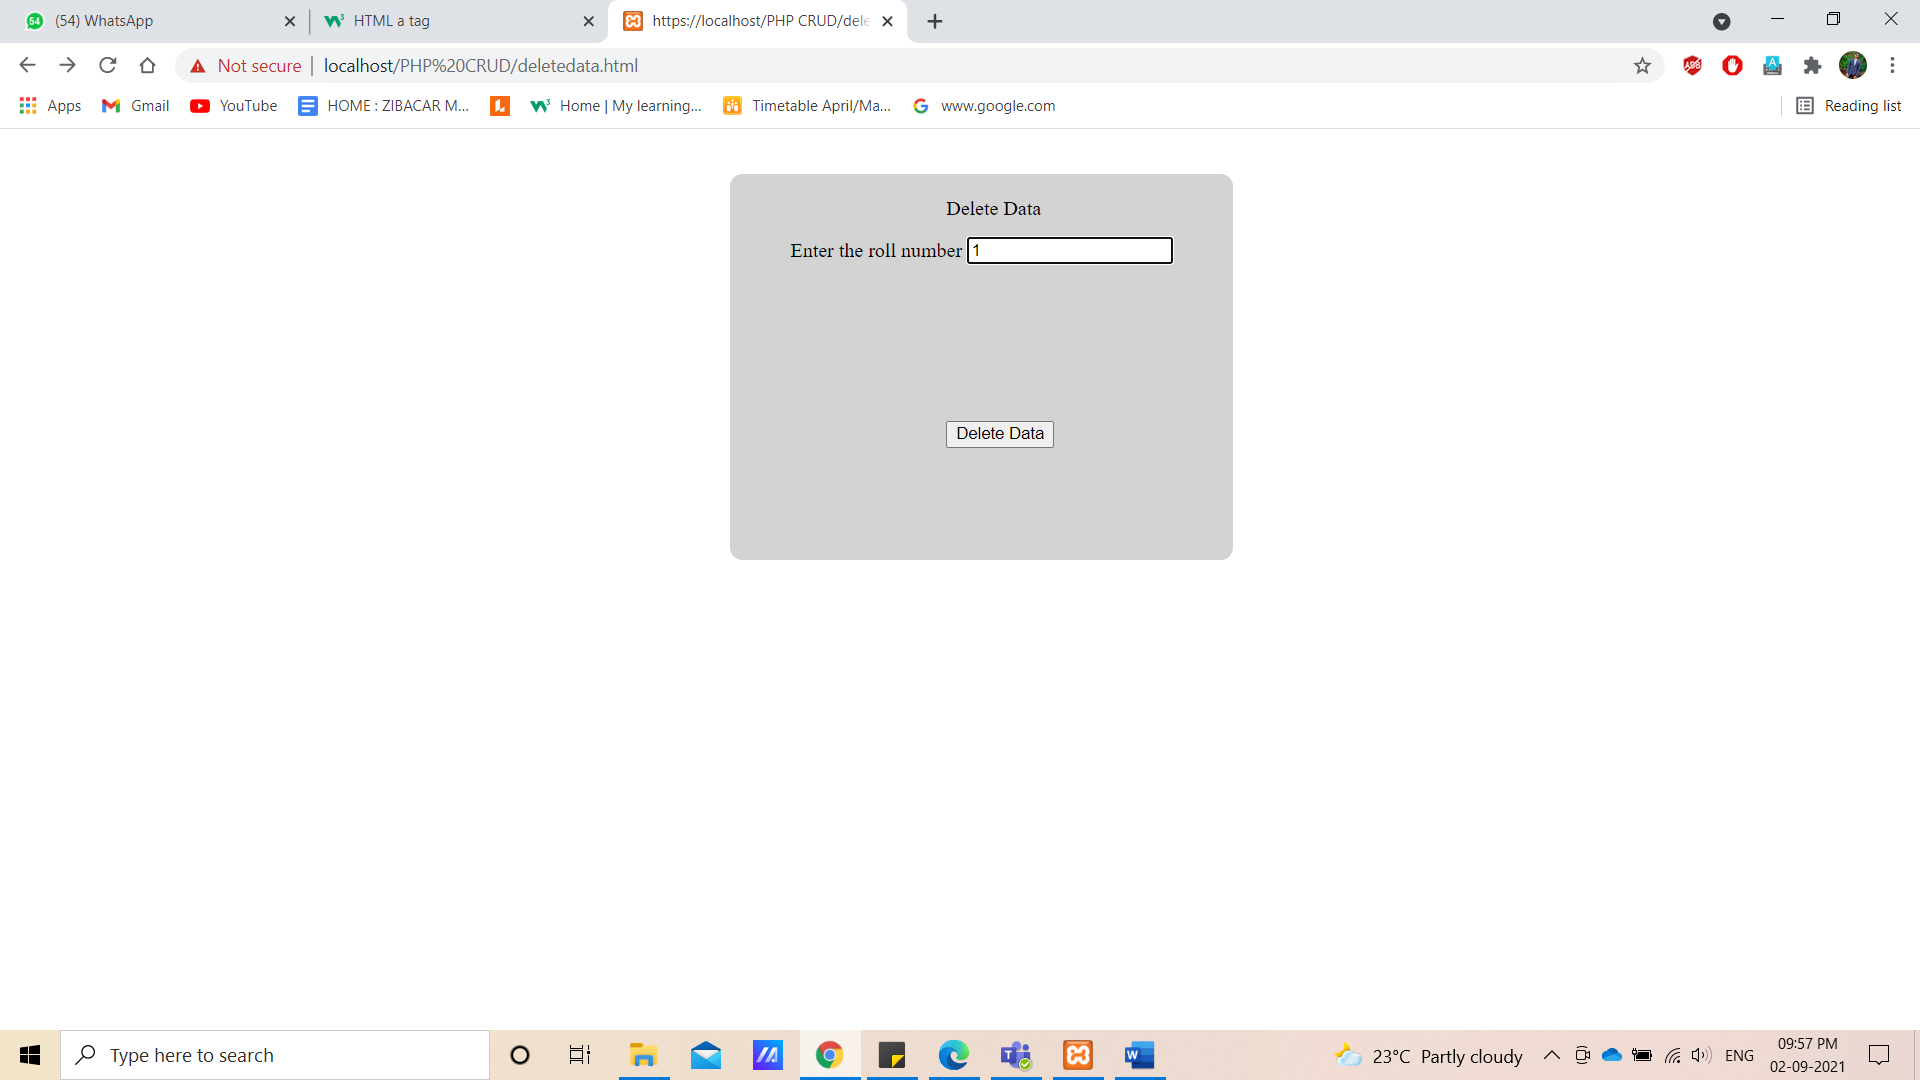 54
(54) WhatsApp
HTML a tag
https://localhost/PHP CRUD/dele
Not secure
localhost/PHP%20CRUD/deletedata.html
Apps
Gmail
YouTube
HOME : ZIBACAR M...
Home | My learning...
Timetable April/Ma...
www.google.com
Reading list
Delete Data
Enter the roll number 1
Delete Data
Type here to search
23°C Partly cloudy
ENG
09:57 PM
02-09-2021